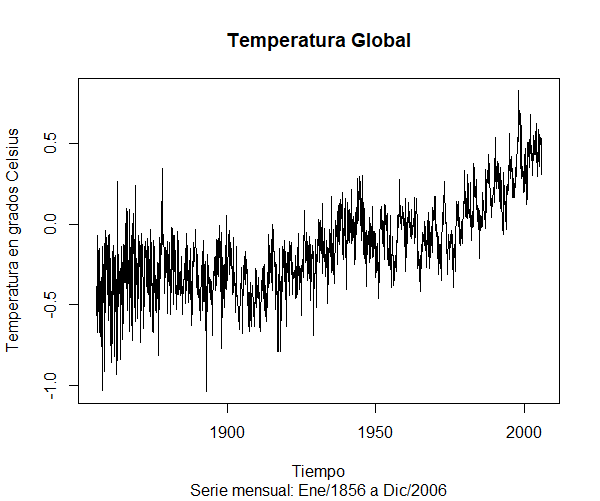 Temperatura Global
Temperatura en grados Celsius
0.5
0.0
-0.5
-1.0
1900
1950
2000
Tiempo
Serie mensual: Ene/1856 a Dic/2006